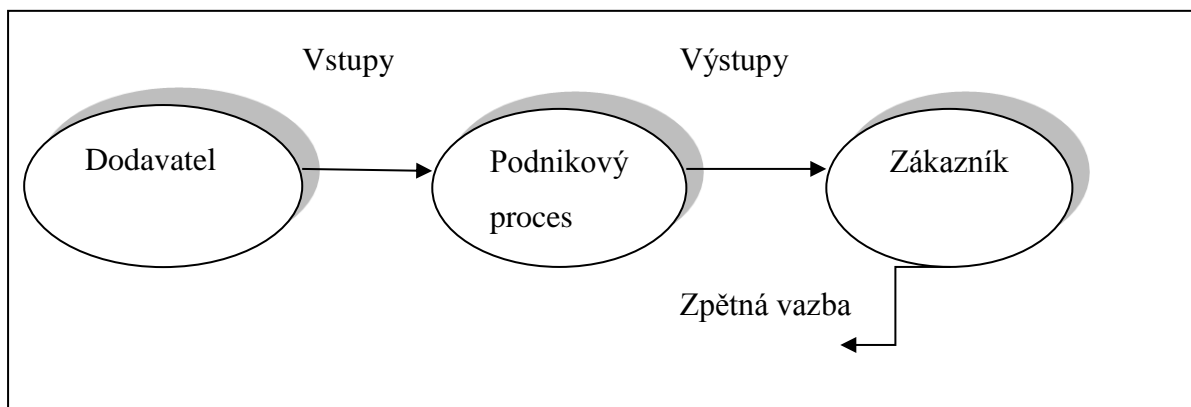 Vstupy
Výstupy
Dodavatel
Podnikový
proces
Zákazník
Zpětná vazba